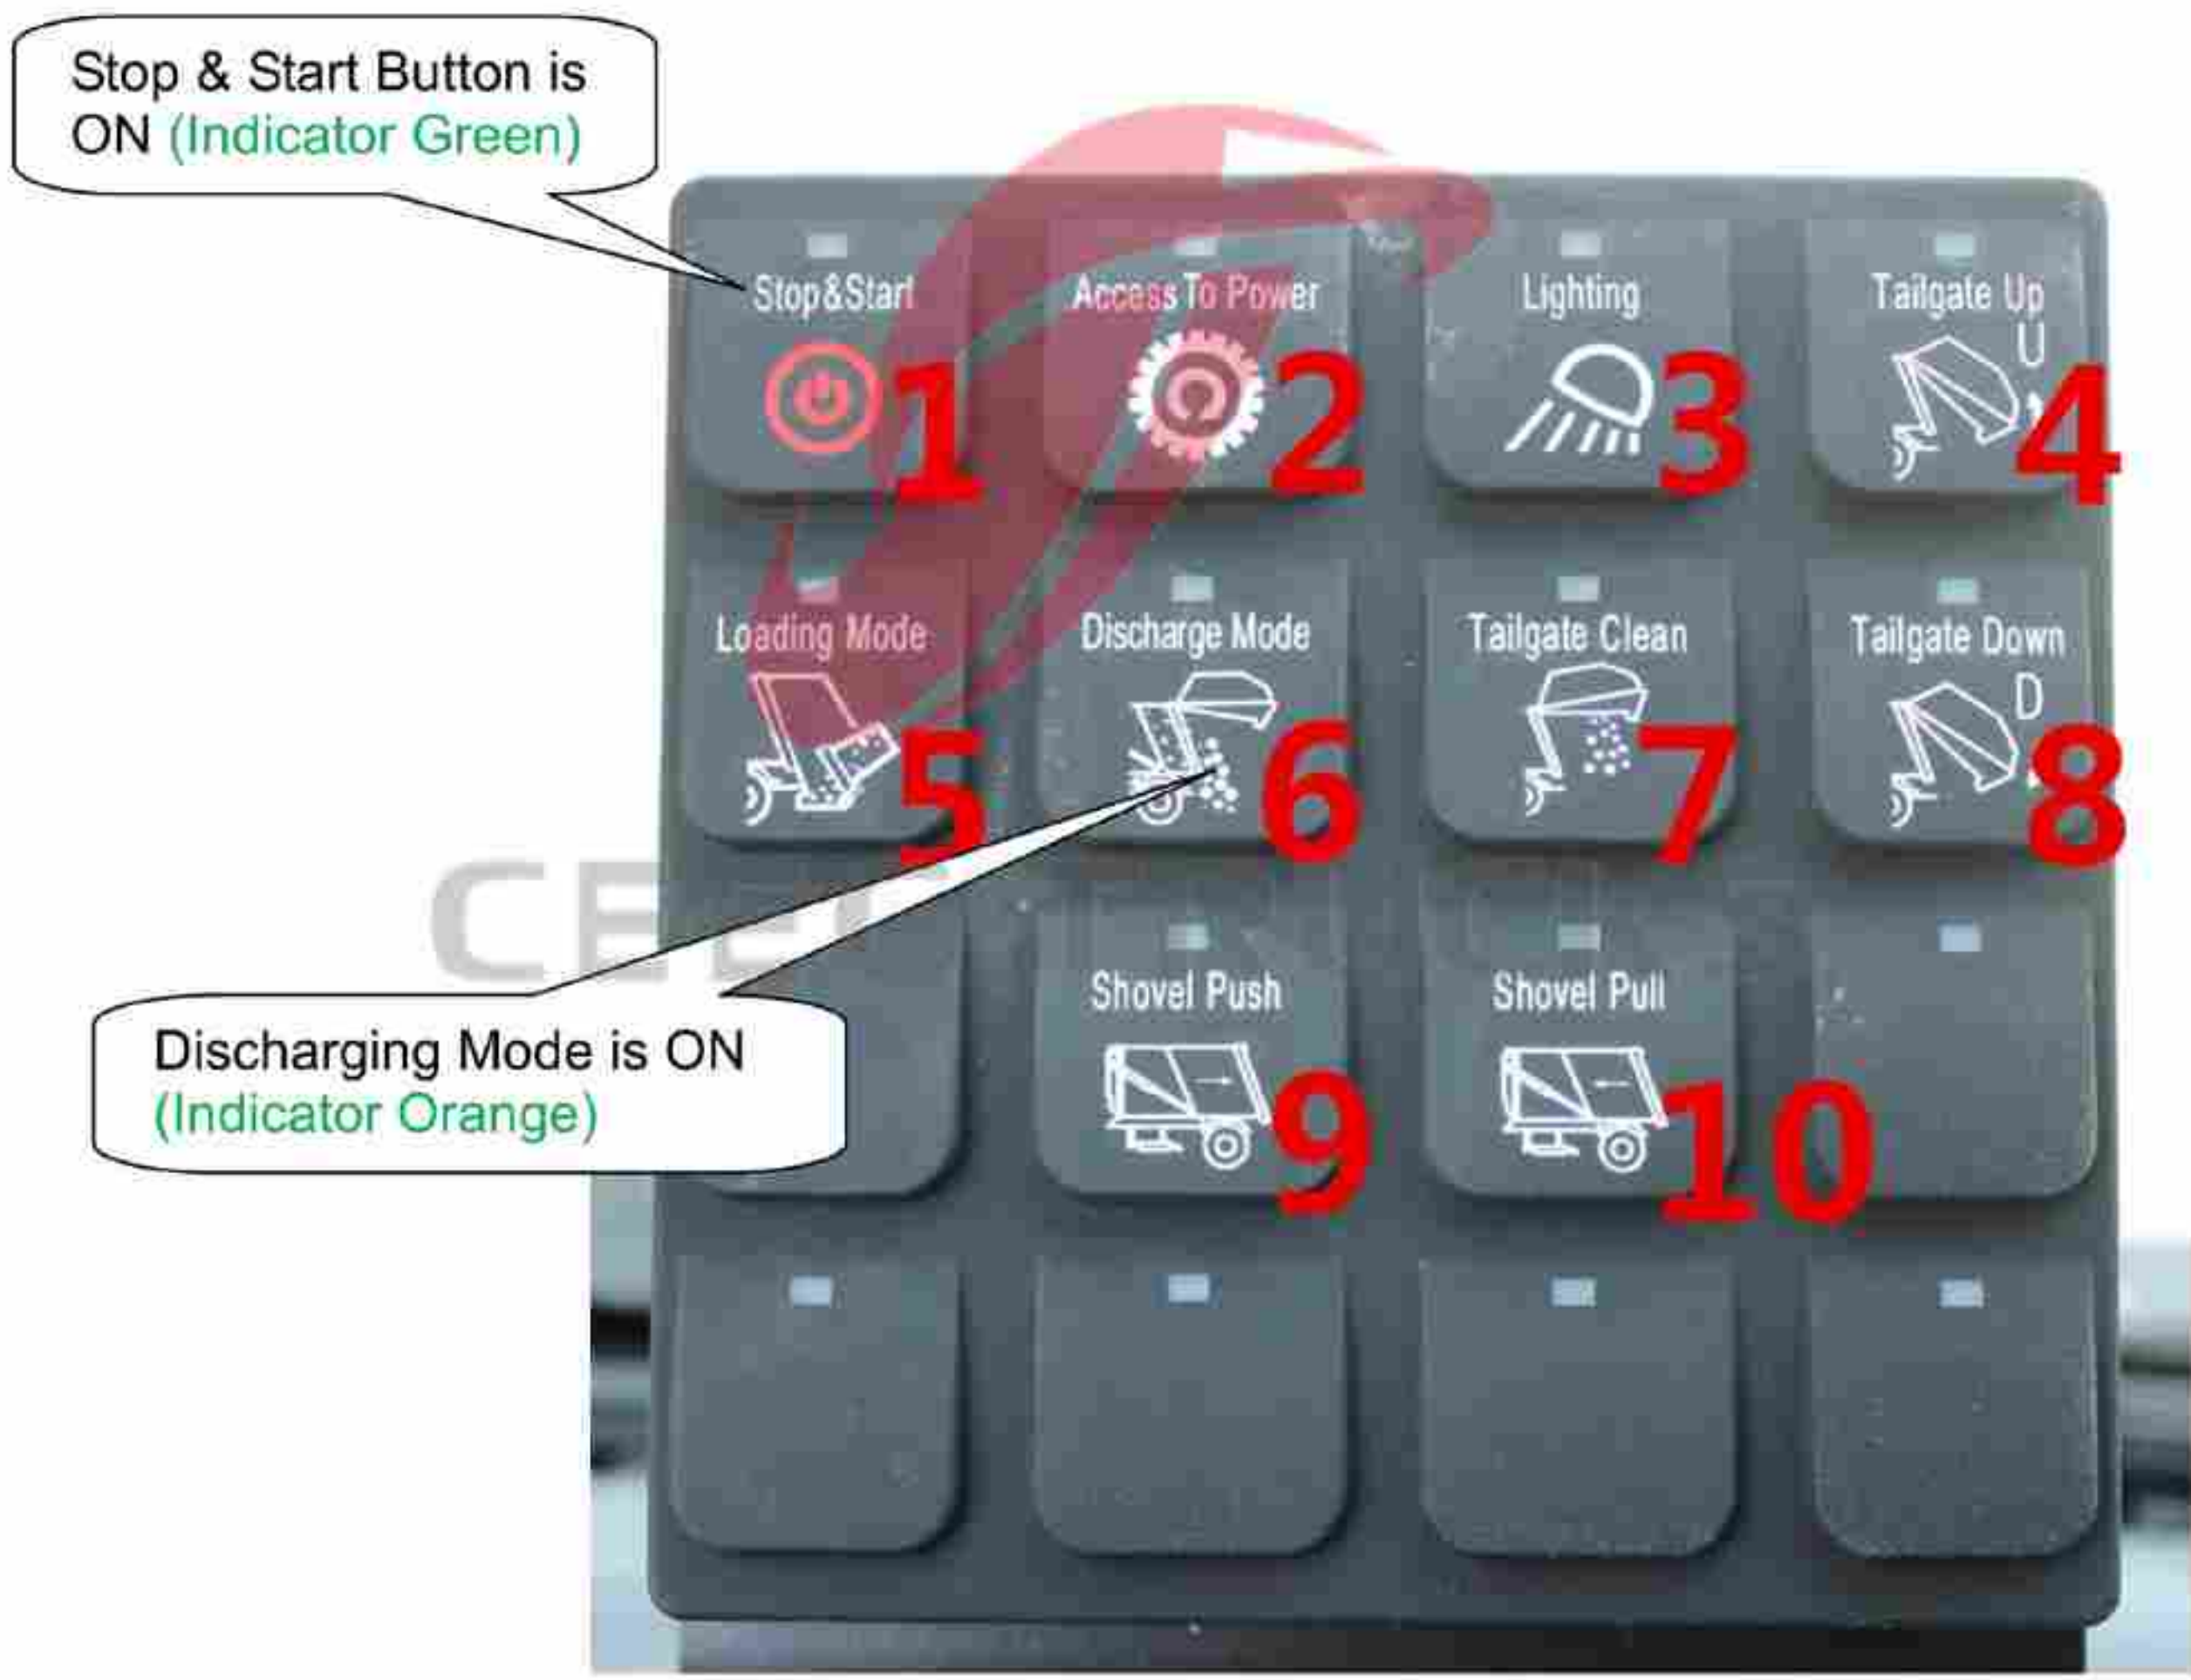 Stop & Start Button is
ON (Indicator Green)
Stop&Start
1
Access To Power
2
Lighting
3
Tailgate Up
U
4
Loading Mode
5
Discharge Mode
6
Tailgate Clean
7
Tailgate Down
D
8
Discharging Mode is ON
(Indicator Orange)
Shovel Push
9
Shovel Pull
10